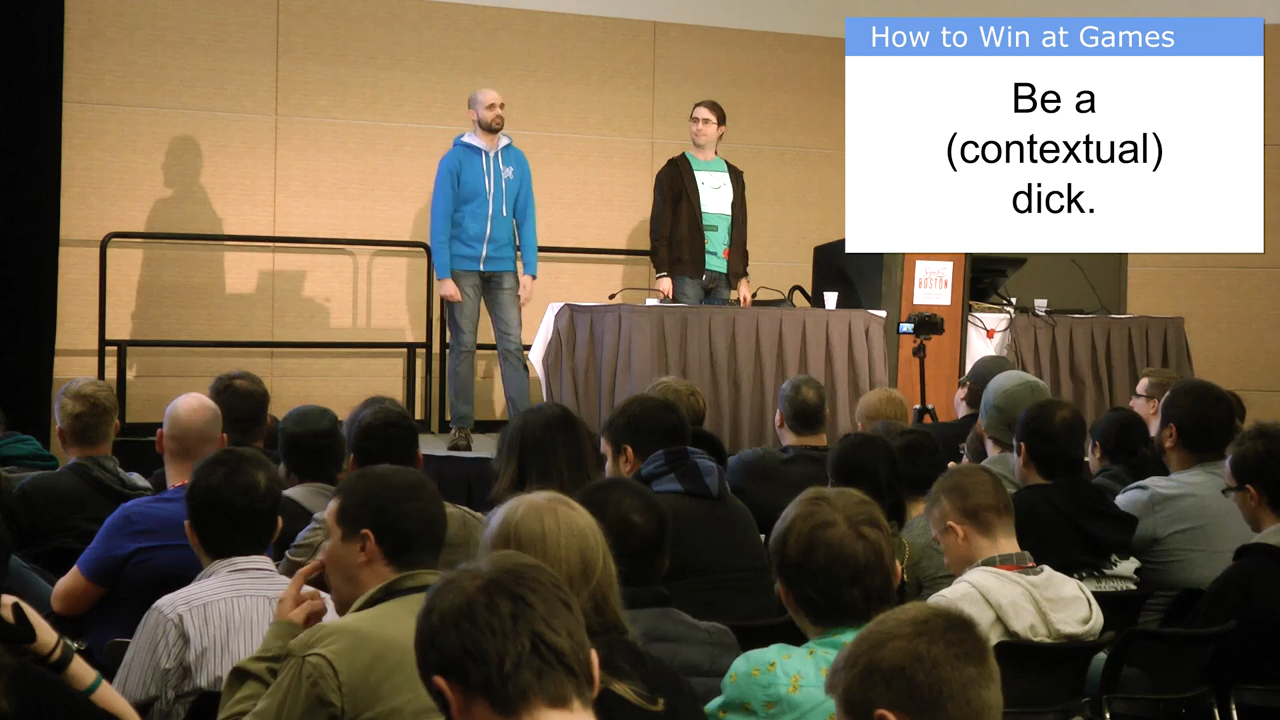 How to Win at Games
Be a
(contextual)
dick.
BOSTON